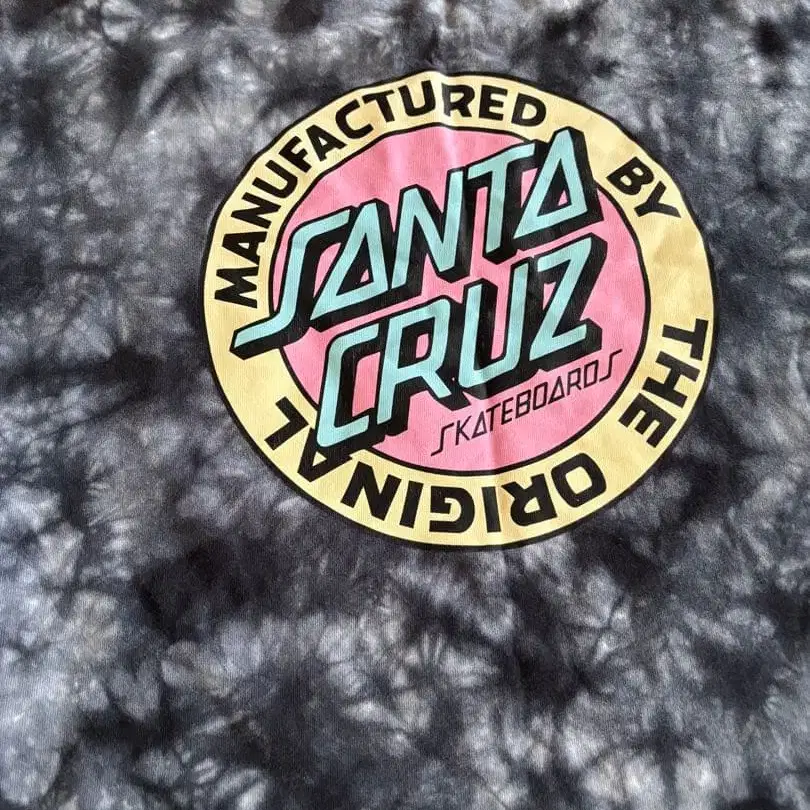 MANUFACTURED BY THE ORIGINAL
SANTA
CRUZ
SKATEBOARDS